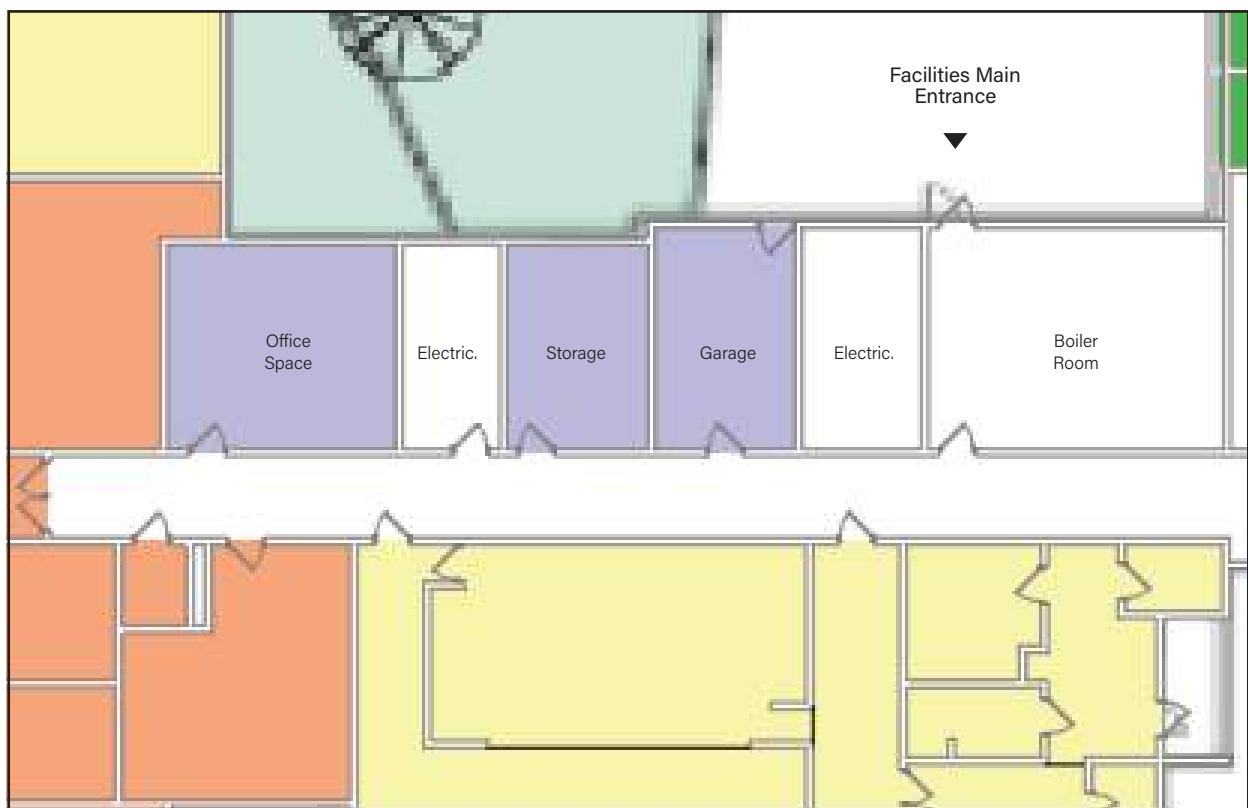 Facilities Main
Entrance
Office
Space
Electric.
Storage
Garage
Electric.
Boiler
Room